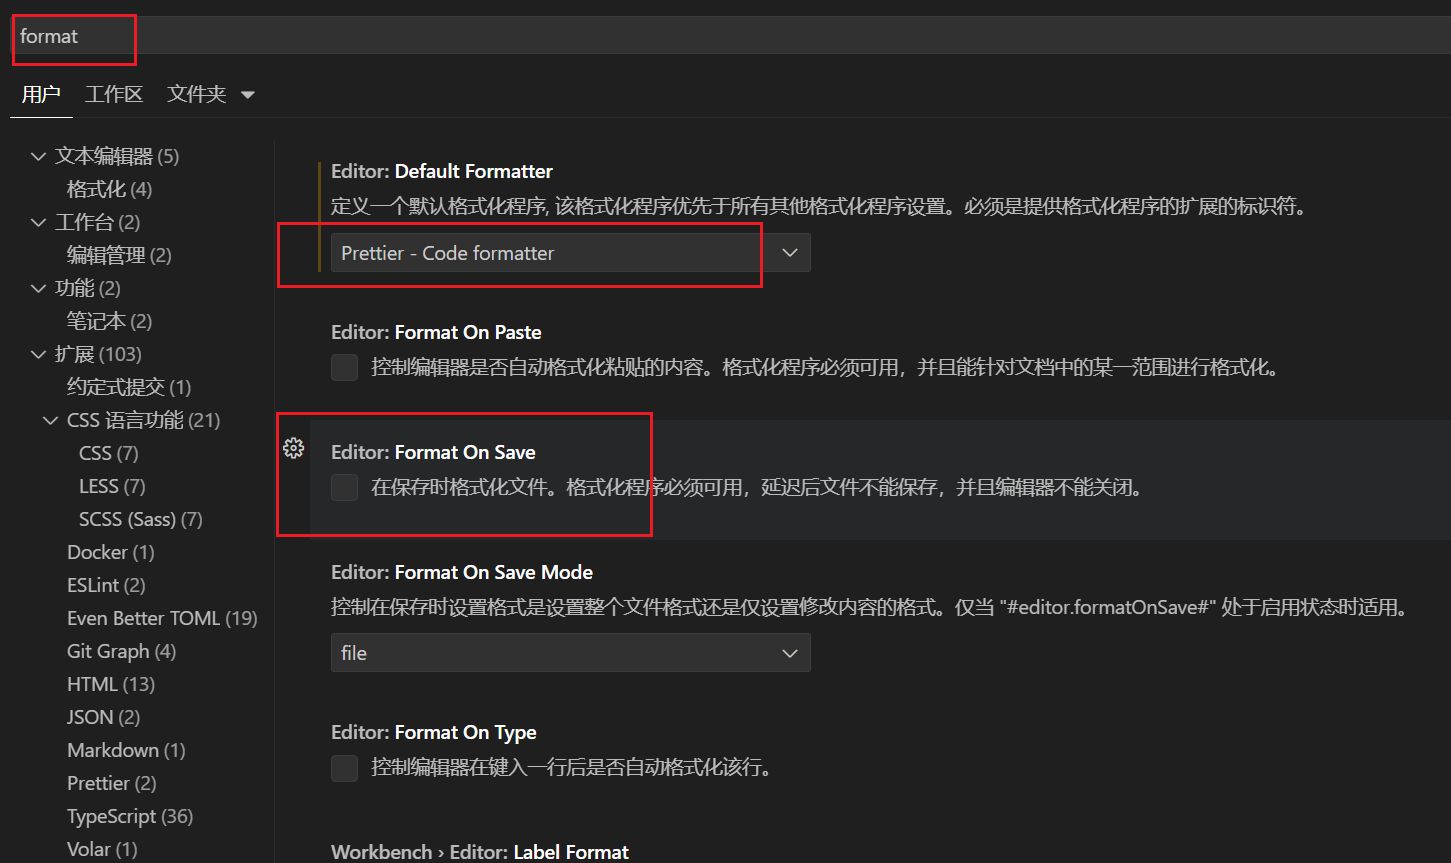 format
用户 工作区 文件夹
文本编辑器 (5)
格式化 (4)
工作台 (2)
编辑管理 (2)
功能 (2)
笔记本 (2)
扩展 (103)
约定式提交 (1)
CSS 语言功能 (21)
CSS (7)
LESS (7)
SCSS (Sass) (7)
Docker (1)
ESLint (2)
Even Better TOML (19)
Git Graph (4)
HTML (13)
JSON (2)
Markdown (1)
Prettier (2)
TypeScript (36)
Volar (1)
Editor: Default Formatter
定义一个默认格式化程序, 该格式化程序优先于所有其他格式化程序设置。必须是提供格式化程序的扩展的标识符。
Prettier - Code formatter
Editor: Format On Paste
控制编辑器是否自动格式化粘贴的内容。格式化程序必须可用，并且能针对文档中的某一范围进行格式化。
Editor: Format On Save
在保存时格式化文件。格式化程序必须可用，延迟后文件不能保存，并且编辑器不能关闭。
Editor: Format On Save Mode
控制在保存时设置格式是设置整个文件格式还是仅设置修改内容的格式。仅当 "#editor.formatOnSave#" 处于启用状态时适用。
file
Editor: Format On Type
控制编辑器在键入一行后是否自动格式化该行。
Workbench › Editor: Label Format